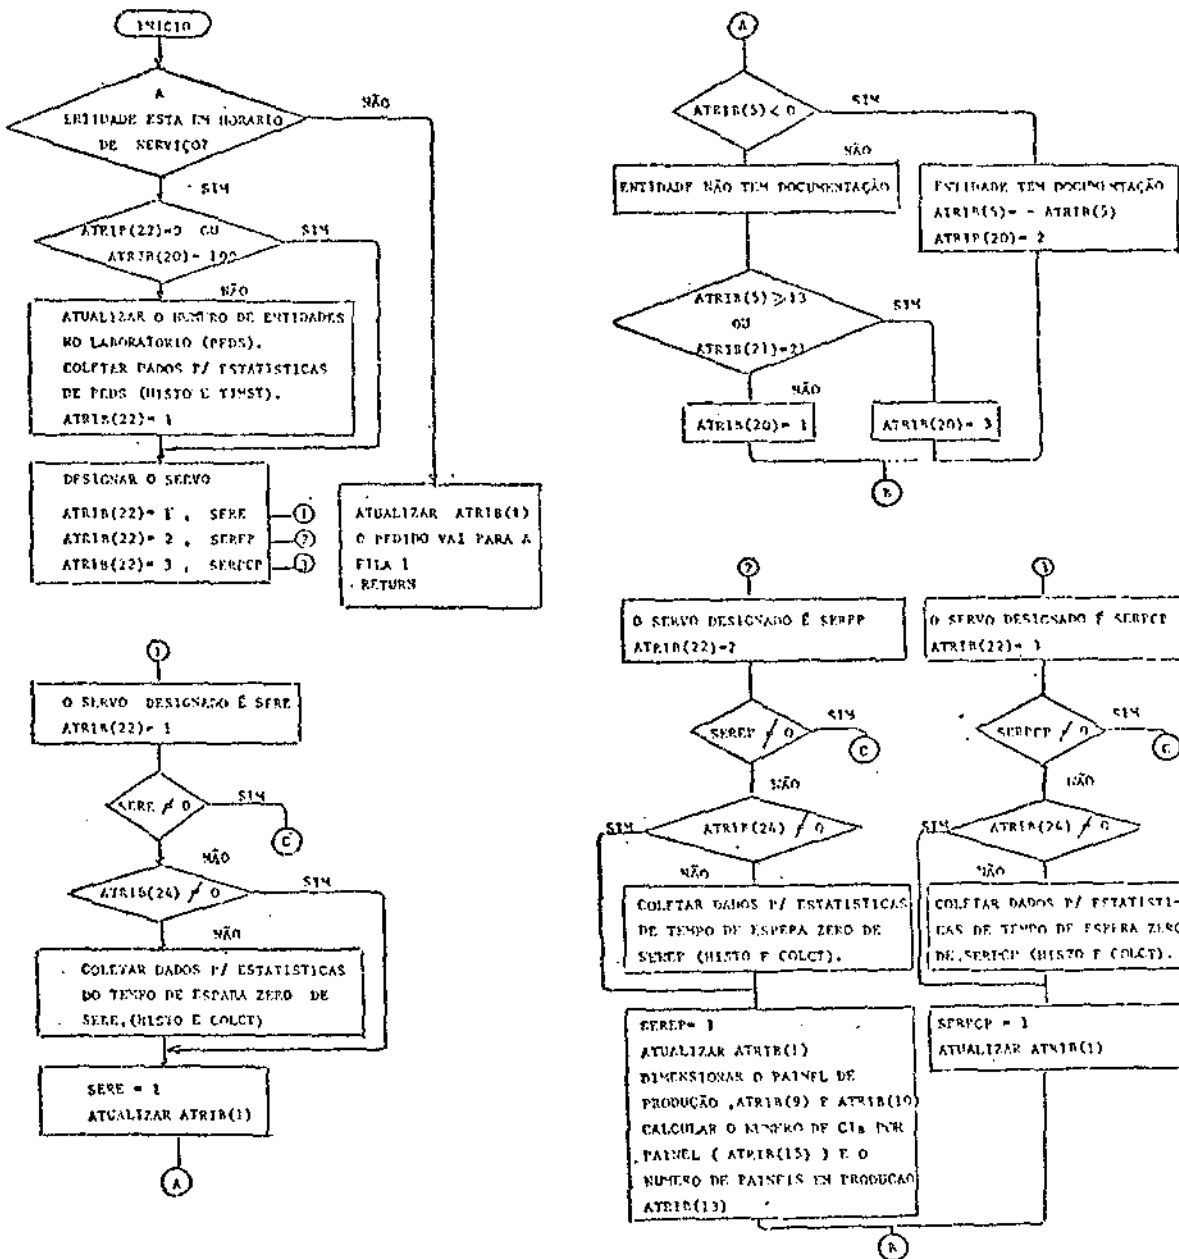 INICIO
A
ENTIDADE ESTA EM HORARIO
DE SERVIÇO?
NÃO
SIM
ATRIB(22)=0 OU
ATRIB(20)= 100
SIM
NÃO
ATUALIZAR O NUMERO DE ENTIDADES
NO LABORATORIO (PEDS).
COLETAR DADOS P/ ESTATISTICAS
DE PEDS (HISTO E TIMST).
ATRIB(22)= 1
DESIGNAR O SERVO
ATRIB(22)= 1 , SERE
1
ATRIB(22)= 2 , SEREP
2
ATRIB(22)= 3 , SERPCP
3
ATUALIZAR ATRIB(1)
O PEDIDO VAI PARA A
FILA 1
RETURN
1
O SERVO DESIGNADO É SERE
ATRIB(22)= 1
SERE ≠ 0
SIM
C
NÃO
ATRIB(24) ≠ 0
SIM
NÃO
COLETAR DADOS P/ ESTATISTICAS
DO TEMPO DE ESPARA ZERO DE
SERE.(HISTO E COLCT)
SERE = 1
ATUALIZAR ATRIB(1)
A
A
ATRIB(5)< 0
SIM
NÃO
ENTIDADE NÃO TEM DOCUMENTAÇÃO
ENTIDADE TEM DOCUMENTAÇÃO
ATRIB(5)= - ATRIB(5)
ATRIB(20)= 2
ATRIB(5)⩾13
OU
ATRIB(21)=21
SIM
NÃO
ATRIB(20)= 1
ATRIB(20)= 3
B
2
O SERVO DESIGNADO É SEREP
ATRIB(22)=2
SEREP ≠ 0
SIM
C
NÃO
ATRIB(24) ≠ 0
SIM
NÃO
COLETAR DADOS P/ ESTATISTICAS
DE TEMPO DE ESPERA ZERO DE
SEREP (HISTO E COLCT).
SEREP= 1
ATUALIZAR ATRIB(1)
DIMENSIONAR O PAINEL DE
PRODUÇÃO ,ATRIB(9) E ATRIB(10)
CALCULAR O NUMERO DE CIs POR
PAINEL ( ATRIB(15) ) E O
NUMERO DE PAINEIS EM PRODUCAO
ATRIB(13)
3
O SERVO DESIGNADO É SERPCP
ATRIB(22)= 3
SERPCP ≠ 0
SIM
C
NÃO
ATRIB(24) ≠ 0
SIM
NÃO
COLETAR DADOS P/ ESTATISTI-
CAS DE TEMPO DE ESPERA ZERO
DE.SERPCP (HISTO E COLCT).
SERPCP = 1
ATUALIZAR ATRIB(1)